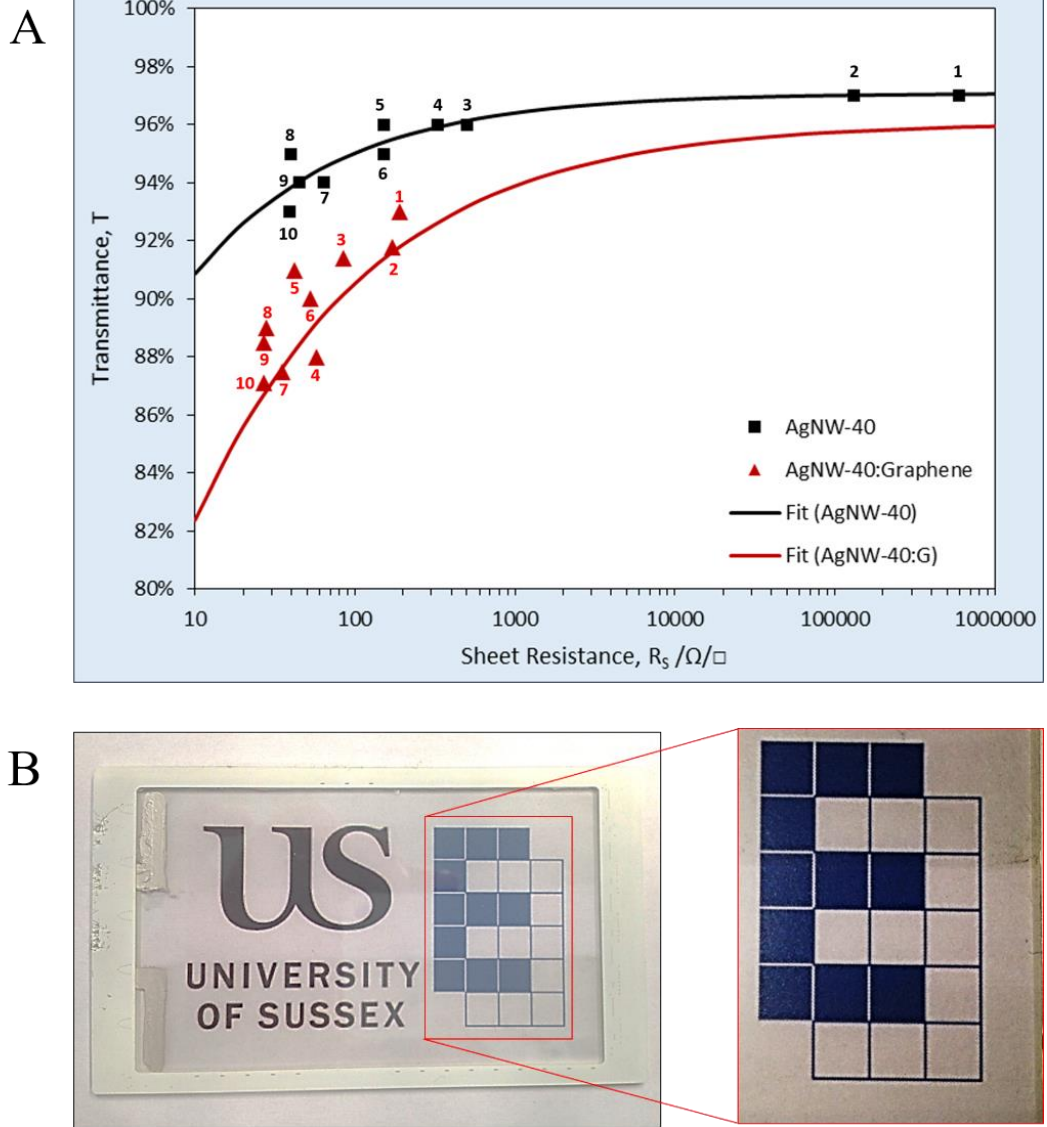 A
100%
98%
96%
94%
92%
90%
88%
86%
84%
82%
80%
Transmittance, T
2 1
5 4 3
8
6
9 7
10
1
3
2
5
6
8
9
4
10 7
AgNW-40
AgNW-40:Graphene
Fit (AgNW-40)
Fit (AgNW-40:G)
10 100 1000 10000 100000 1000000
Sheet Resistance, Rₛ /Ω/□
B
US
UNIVERSITY
OF SUSSEX